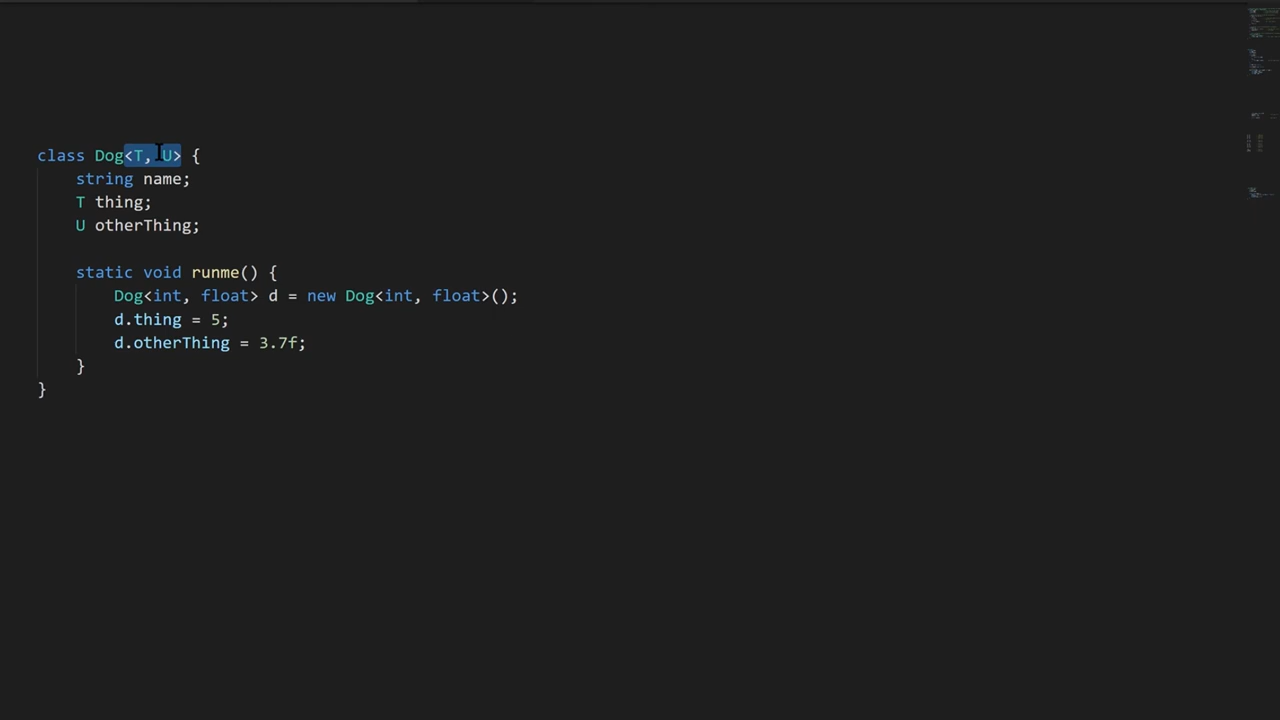 class Dog<T, U> {
string name;
T thing;
U otherThing;
static void runme() {
Dog<int, float> d = new Dog<int, float>();
d.thing = 5;
d.otherThing = 3.7f;
}
}